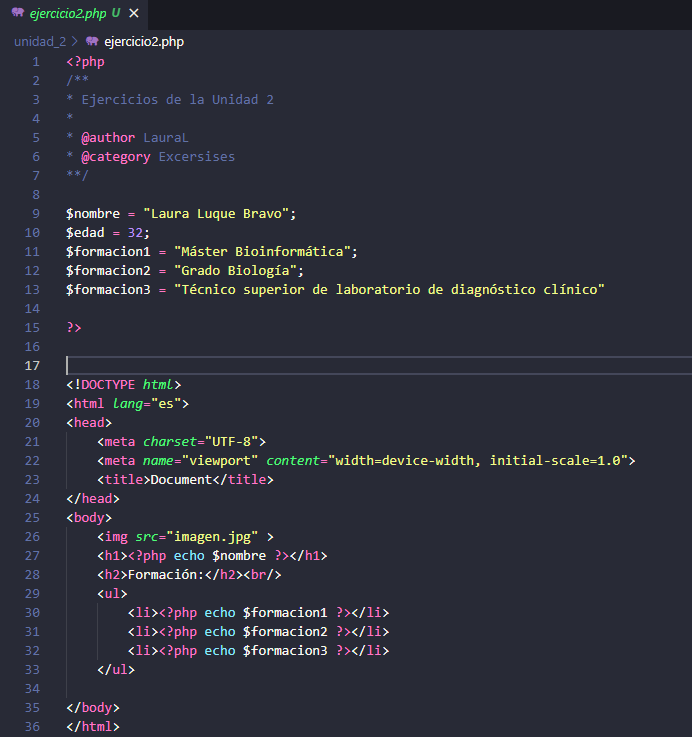 ejercicio2.php U ×
unidad_2 > ejercicio2.php
1 <?php
2 /**
3 * Ejercicios de la Unidad 2
4 *
5 * @author LauraL
6 * @category Excersises
7 **/
8
9 $nombre = "Laura Luque Bravo";
10 $edad = 32;
11 $formacion1 = "Máster Bioinformática";
12 $formacion2 = "Grado Biología";
13 $formacion3 = "Técnico superior de laboratorio de diagnóstico clínico"
14
15 ?>
16
17
18 <!DOCTYPE html>
19 <html lang="es">
20 <head>
21     <meta charset="UTF-8">
22     <meta name="viewport" content="width=device-width, initial-scale=1.0">
23     <title>Document</title>
24 </head>
25 <body>
26     <img src="imagen.jpg" >
27     <h1><?php echo $nombre ?></h1>
28     <h2>Formación:</h2><br/>
29     <ul>
30         <li><?php echo $formacion1 ?></li>
31         <li><?php echo $formacion2 ?></li>
32         <li><?php echo $formacion3 ?></li>
33     </ul>
34
35 </body>
36 </html>